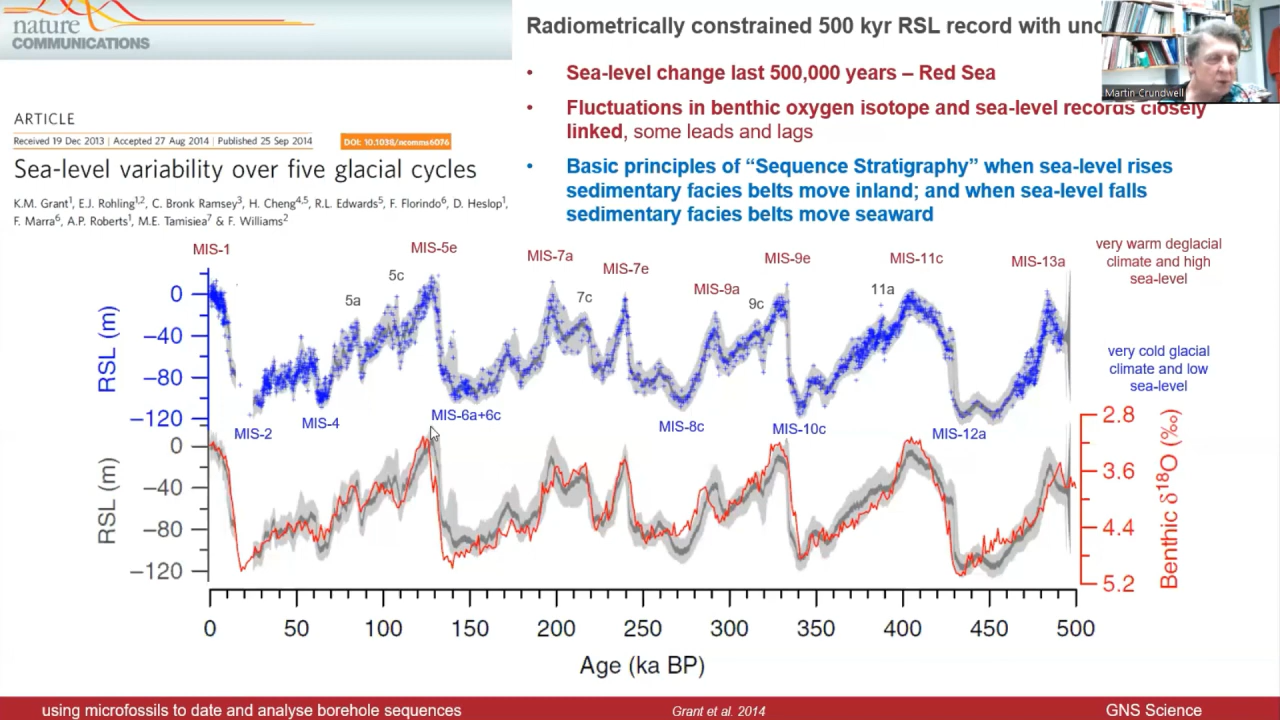 nature
COMMUNICATIONS
Radiometrically constrained 500 kyr RSL record with
Martin Crundwell
• Sea-level change last 500,000 years – Red Sea
• Fluctuations in benthic oxygen isotope and sea-level records closely
linked, some leads and lags
• Basic principles of “Sequence Stratigraphy” when sea-level rises
sedimentary facies belts move inland; and when sea-level falls
sedimentary facies belts move seaward
ARTICLE
Received 19 Dec 2013 | Accepted 27 Aug 2014 | Published 25 Sep 2014
DOI: 10.1038/ncomms6076
Sea-level variability over five glacial cycles
K.M. Grant1, E.J. Rohling1,2, C. Bronk Ramsey3, H. Cheng4,5, R.L. Edwards5, F. Florindo6, D. Heslop1,
F. Marra6, A.P. Roberts1, M.E. Tamisiea7 & F. Williams2
MIS-1
MIS-5e
MIS-7a
MIS-7e
MIS-9a
MIS-9e
MIS-11c
MIS-13a
5a
5c
7c
9c
11a
very warm deglacial
climate and high
sea-level
very cold glacial
climate and low
sea-level
RSL (m)
0
−40
−80
−120
MIS-2
MIS-4
MIS-6a+6c
MIS-8c
MIS-10c
MIS-12a
RSL (m)
0
−40
−80
−120
2.8
3.6
4.4
5.2
Benthic δ18O (‰)
0 50 100 150 200 250 300 350 400 450 500
Age (ka BP)
using microfossils to date and analyse borehole sequences
Grant et al. 2014
GNS Science